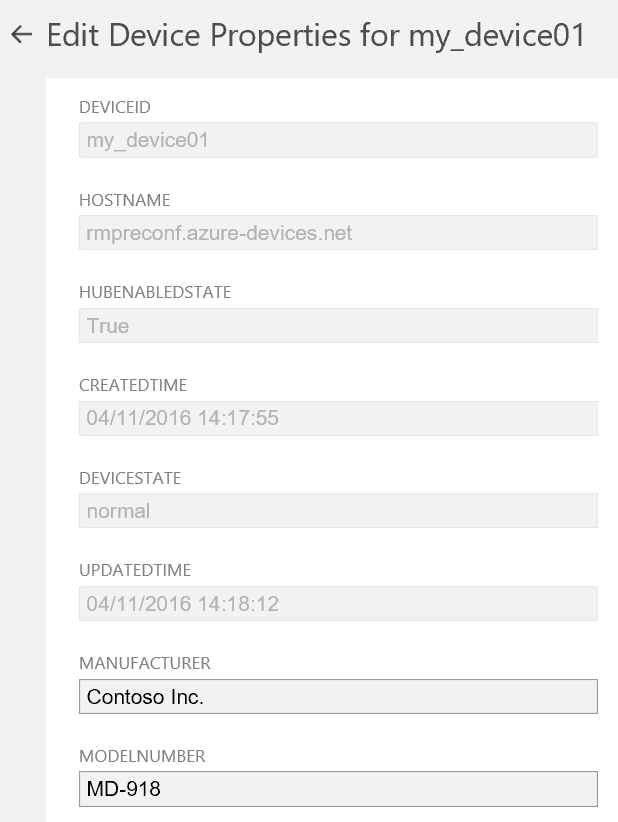 Edit Device Properties for my_device01
DEVICEID
my_device01
HOSTNAME
rmpreconf.azure-devices.net
HUBENABLEDSTATE
True
CREATEDTIME
04/11/2016 14:17:55
DEVICESTATE
normal
UPDATEDTIME
04/11/2016 14:18:12
MANUFACTURER
Contoso Inc.
MODELNUMBER
MD-918